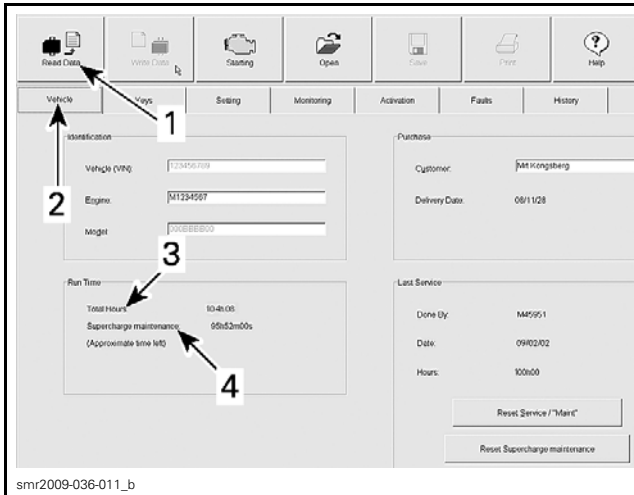 Read Data Write Data Starting Open Save Print Help
Vehicle Keys Setting Monitoring Activation Faults History
1
2
Identification
Vehicle (VIN): 123456789
Engine: M1234567
Model
Purchase
Customer: Mrt Kongsberg
Delivery Date: 08/11/28
3
Run Time
Total Hours 104h08
Supercharge maintenance: 95h52m00s
(Approximate time left)
4
Last Service
Done By: M45951
Date: 09/02/02
Hours: 100h00
Reset Service / "Maint"
Reset Supercharge maintenance
smr2009-036-011_b